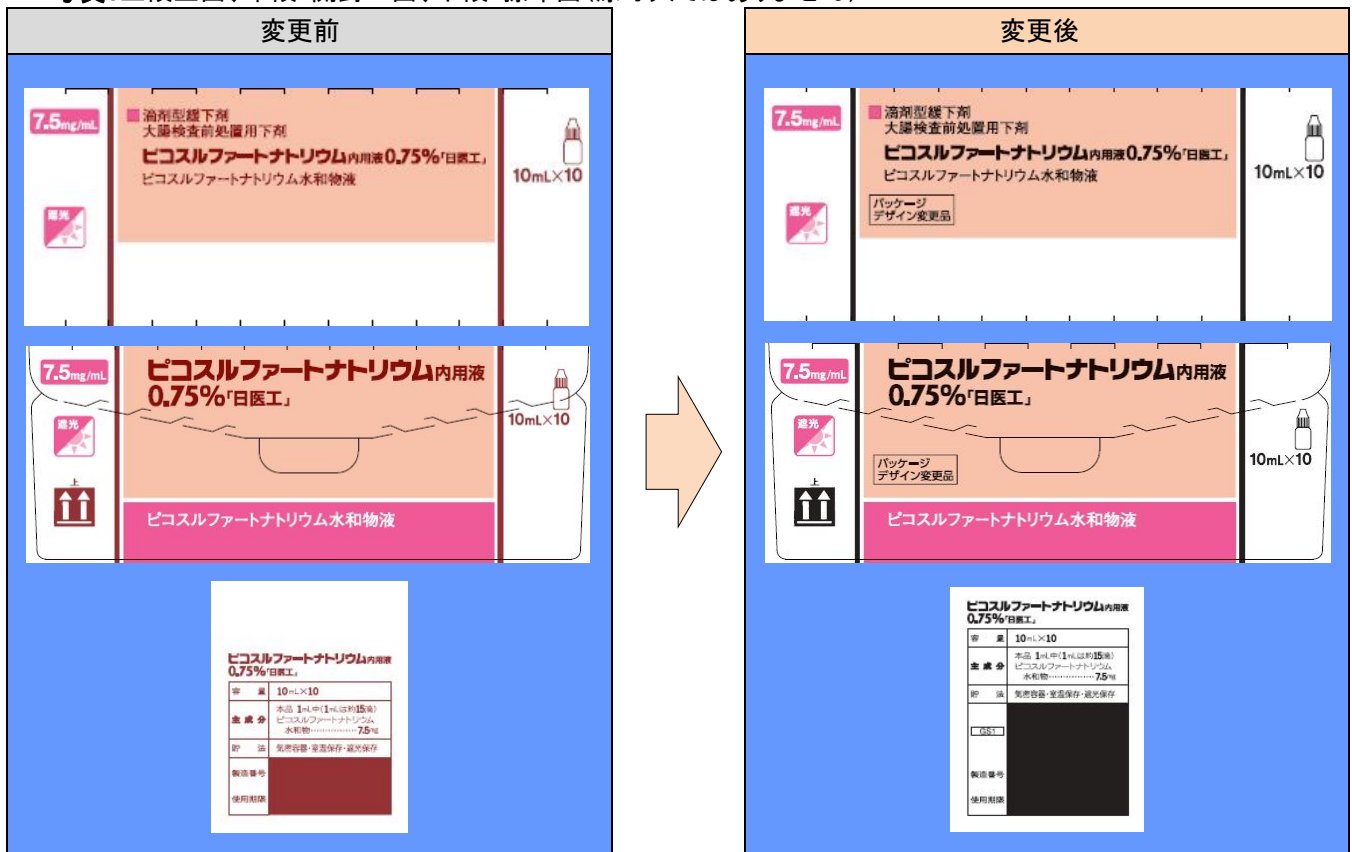 変更前
7.5mg/mL
■滴剤型緩下剤
大腸検査前処置用下剤
ピコスルファートナトリウム内用液0.75%「日医工」
ピコスルファートナトリウム水和物液
10mL×10
遮光
7.5mg/mL
ピコスルファートナトリウム内用液
0.75%「日医工」
10mL×10
遮光
上
ピコスルファートナトリウム水和物液
ピコスルファートナトリウム内用液
0.75%「日医工」
容量 10mL×10
主成分 本品 1mL中(1mLは約15滴)
ピコスルファートナトリウム
水和物………………7.5mg
貯法 気密容器・室温保存・遮光保存
製造番号
使用期限
変更後
7.5mg/mL
■滴剤型緩下剤
大腸検査前処置用下剤
ピコスルファートナトリウム内用液0.75%「日医工」
ピコスルファートナトリウム水和物液
10mL×10
遮光
パッケージ
デザイン変更品
7.5mg/mL
ピコスルファートナトリウム内用液
0.75%「日医工」
遮光
10mL×10
パッケージ
デザイン変更品
上
ピコスルファートナトリウム水和物液
ピコスルファートナトリウム内用液
0.75%「日医工」
容量 10mL×10
主成分 本品 1mL中(1mLは約15滴)
ピコスルファートナトリウム
水和物………………7.5mg
貯法 気密容器・室温保存・遮光保存
GS1
製造番号
使用期限